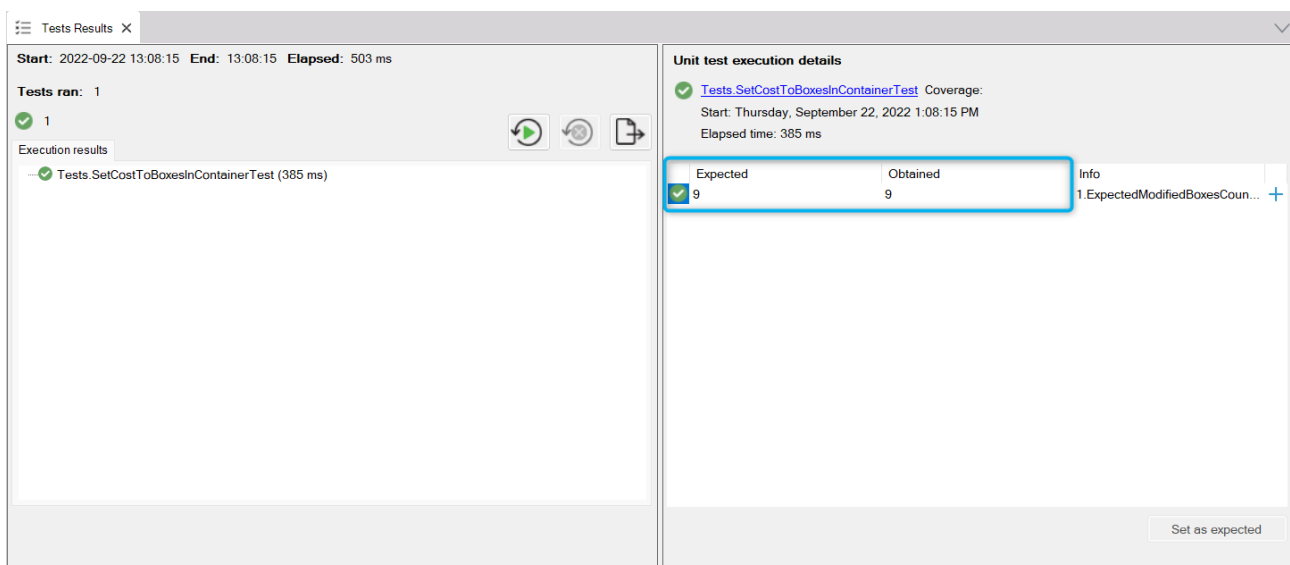 Tests Results
Start: 2022-09-22 13:08:15 End: 13:08:15 Elapsed: 503 ms
Tests ran: 1
1
Execution results
Tests.SetCostToBoxesInContainerTest (385 ms)
Unit test execution details
Tests.SetCostToBoxesInContainerTest Coverage:
Start: Thursday, September 22, 2022 1:08:15 PM
Elapsed time: 385 ms
Expected Obtained Info
9 9 1.ExpectedModifiedBoxesCoun...
Set as expected